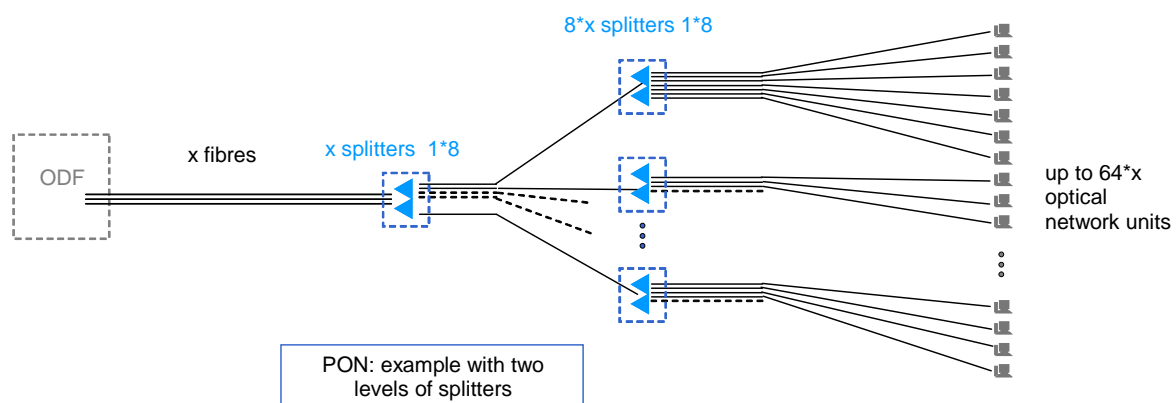 8*x splitters 1*8
ODF
x fibres
x splitters 1*8
up to 64*x
optical
network units
PON: example with two
levels of splitters